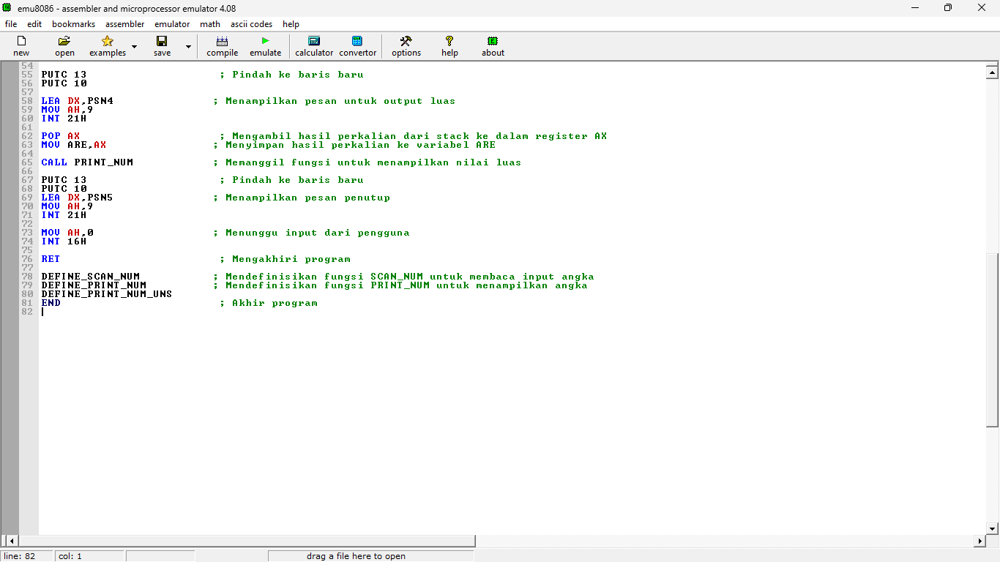 emu8086 - assembler and microprocessor emulator 4.08
file edit bookmarks assembler emulator math ascii codes help
new open examples save compile emulate calculator convertor options help about
54
55 PUTC 13 ; Pindah ke baris baru
56 PUTC 10
57
58 LEA DX,PSN4 ; Menampilkan pesan untuk output luas
59 MOV AH,9
60 INT 21H
61
62 POP AX ; Mengambil hasil perkalian dari stack ke dalam register AX
63 MOV ARE,AX ; Menyimpan hasil perkalian ke variabel ARE
64
65 CALL PRINT_NUM ; Memanggil fungsi untuk menampilkan nilai luas
66
67 PUTC 13 ; Pindah ke baris baru
68 PUTC 10
69 LEA DX,PSN5 ; Menampilkan pesan penutup
70 MOV AH,9
71 INT 21H
72
73 MOV AH,0 ; Menunggu input dari pengguna
74 INT 16H
75
76 RET ; Mengakhiri program
77
78 DEFINE_SCAN_NUM ; Mendefinisikan fungsi SCAN_NUM untuk membaca input angka
79 DEFINE_PRINT_NUM ; Mendefinisikan fungsi PRINT_NUM untuk menampilkan angka
80 DEFINE_PRINT_NUM_UNS
81 END ; Akhir program
82
line: 82 col: 1 drag a file here to open